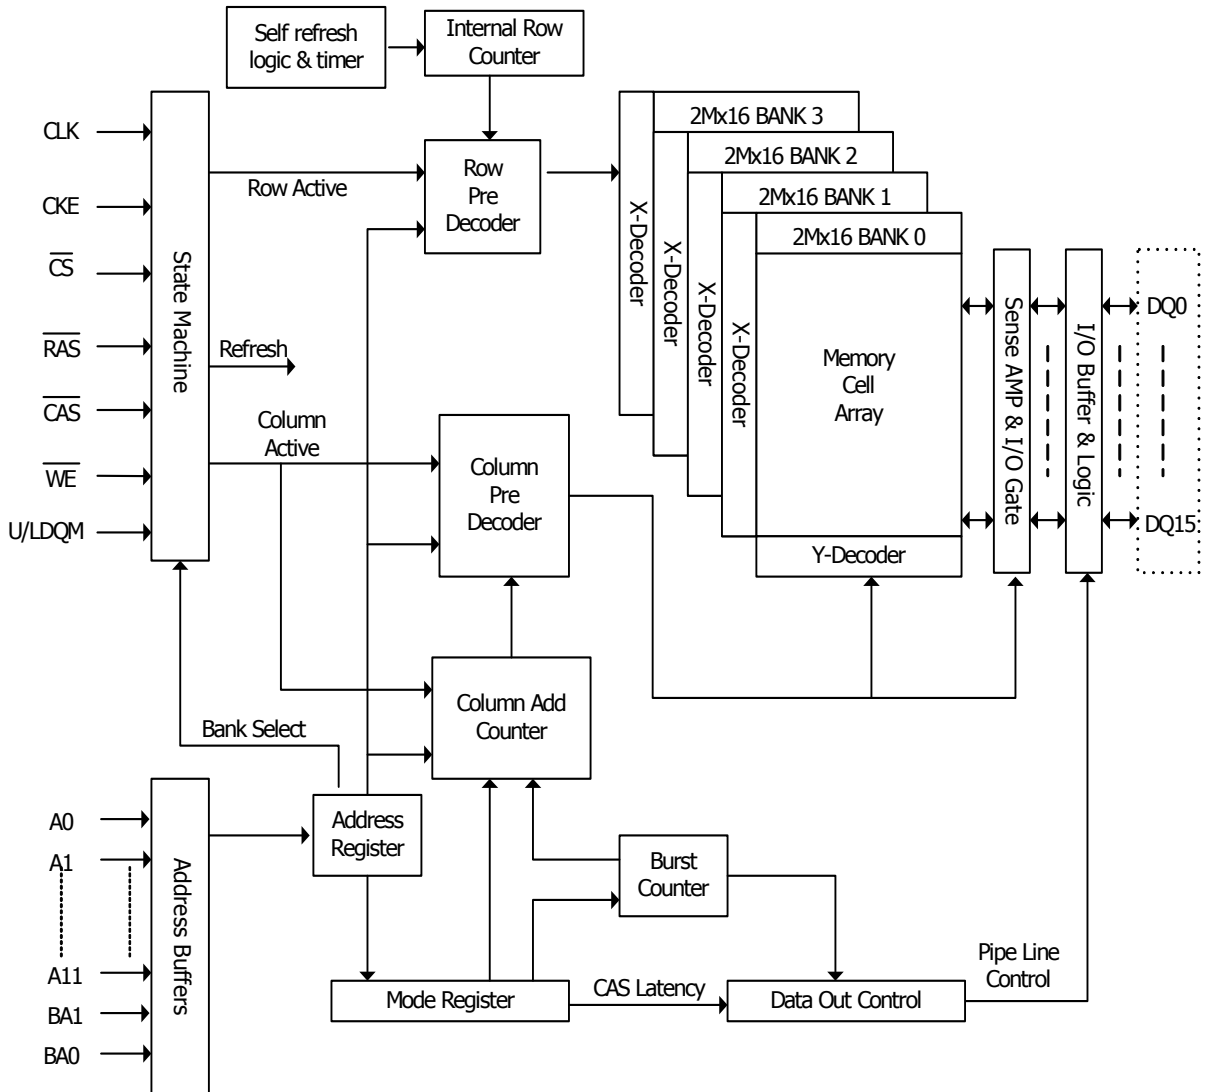 Self refresh
logic & timer
Internal Row
Counter
CLK
CKE
CS
RAS
CAS
WE
U/LDQM
State Machine
Row Active
Refresh
Column
Active
Bank Select
Row
Pre
Decoder
Column
Pre
Decoder
Column Add
Counter
X-Decoder
X-Decoder
X-Decoder
X-Decoder
2Mx16 BANK 3
2Mx16 BANK 2
2Mx16 BANK 1
2Mx16 BANK 0
Memory
Cell
Array
Y-Decoder
Sense AMP & I/O Gate
I/O Buffer & Logic
DQ0
DQ15
A0
A1
A11
BA1
BA0
Address Buffers
Address
Register
Burst
Counter
Mode Register
CAS Latency
Data Out Control
Pipe Line
Control